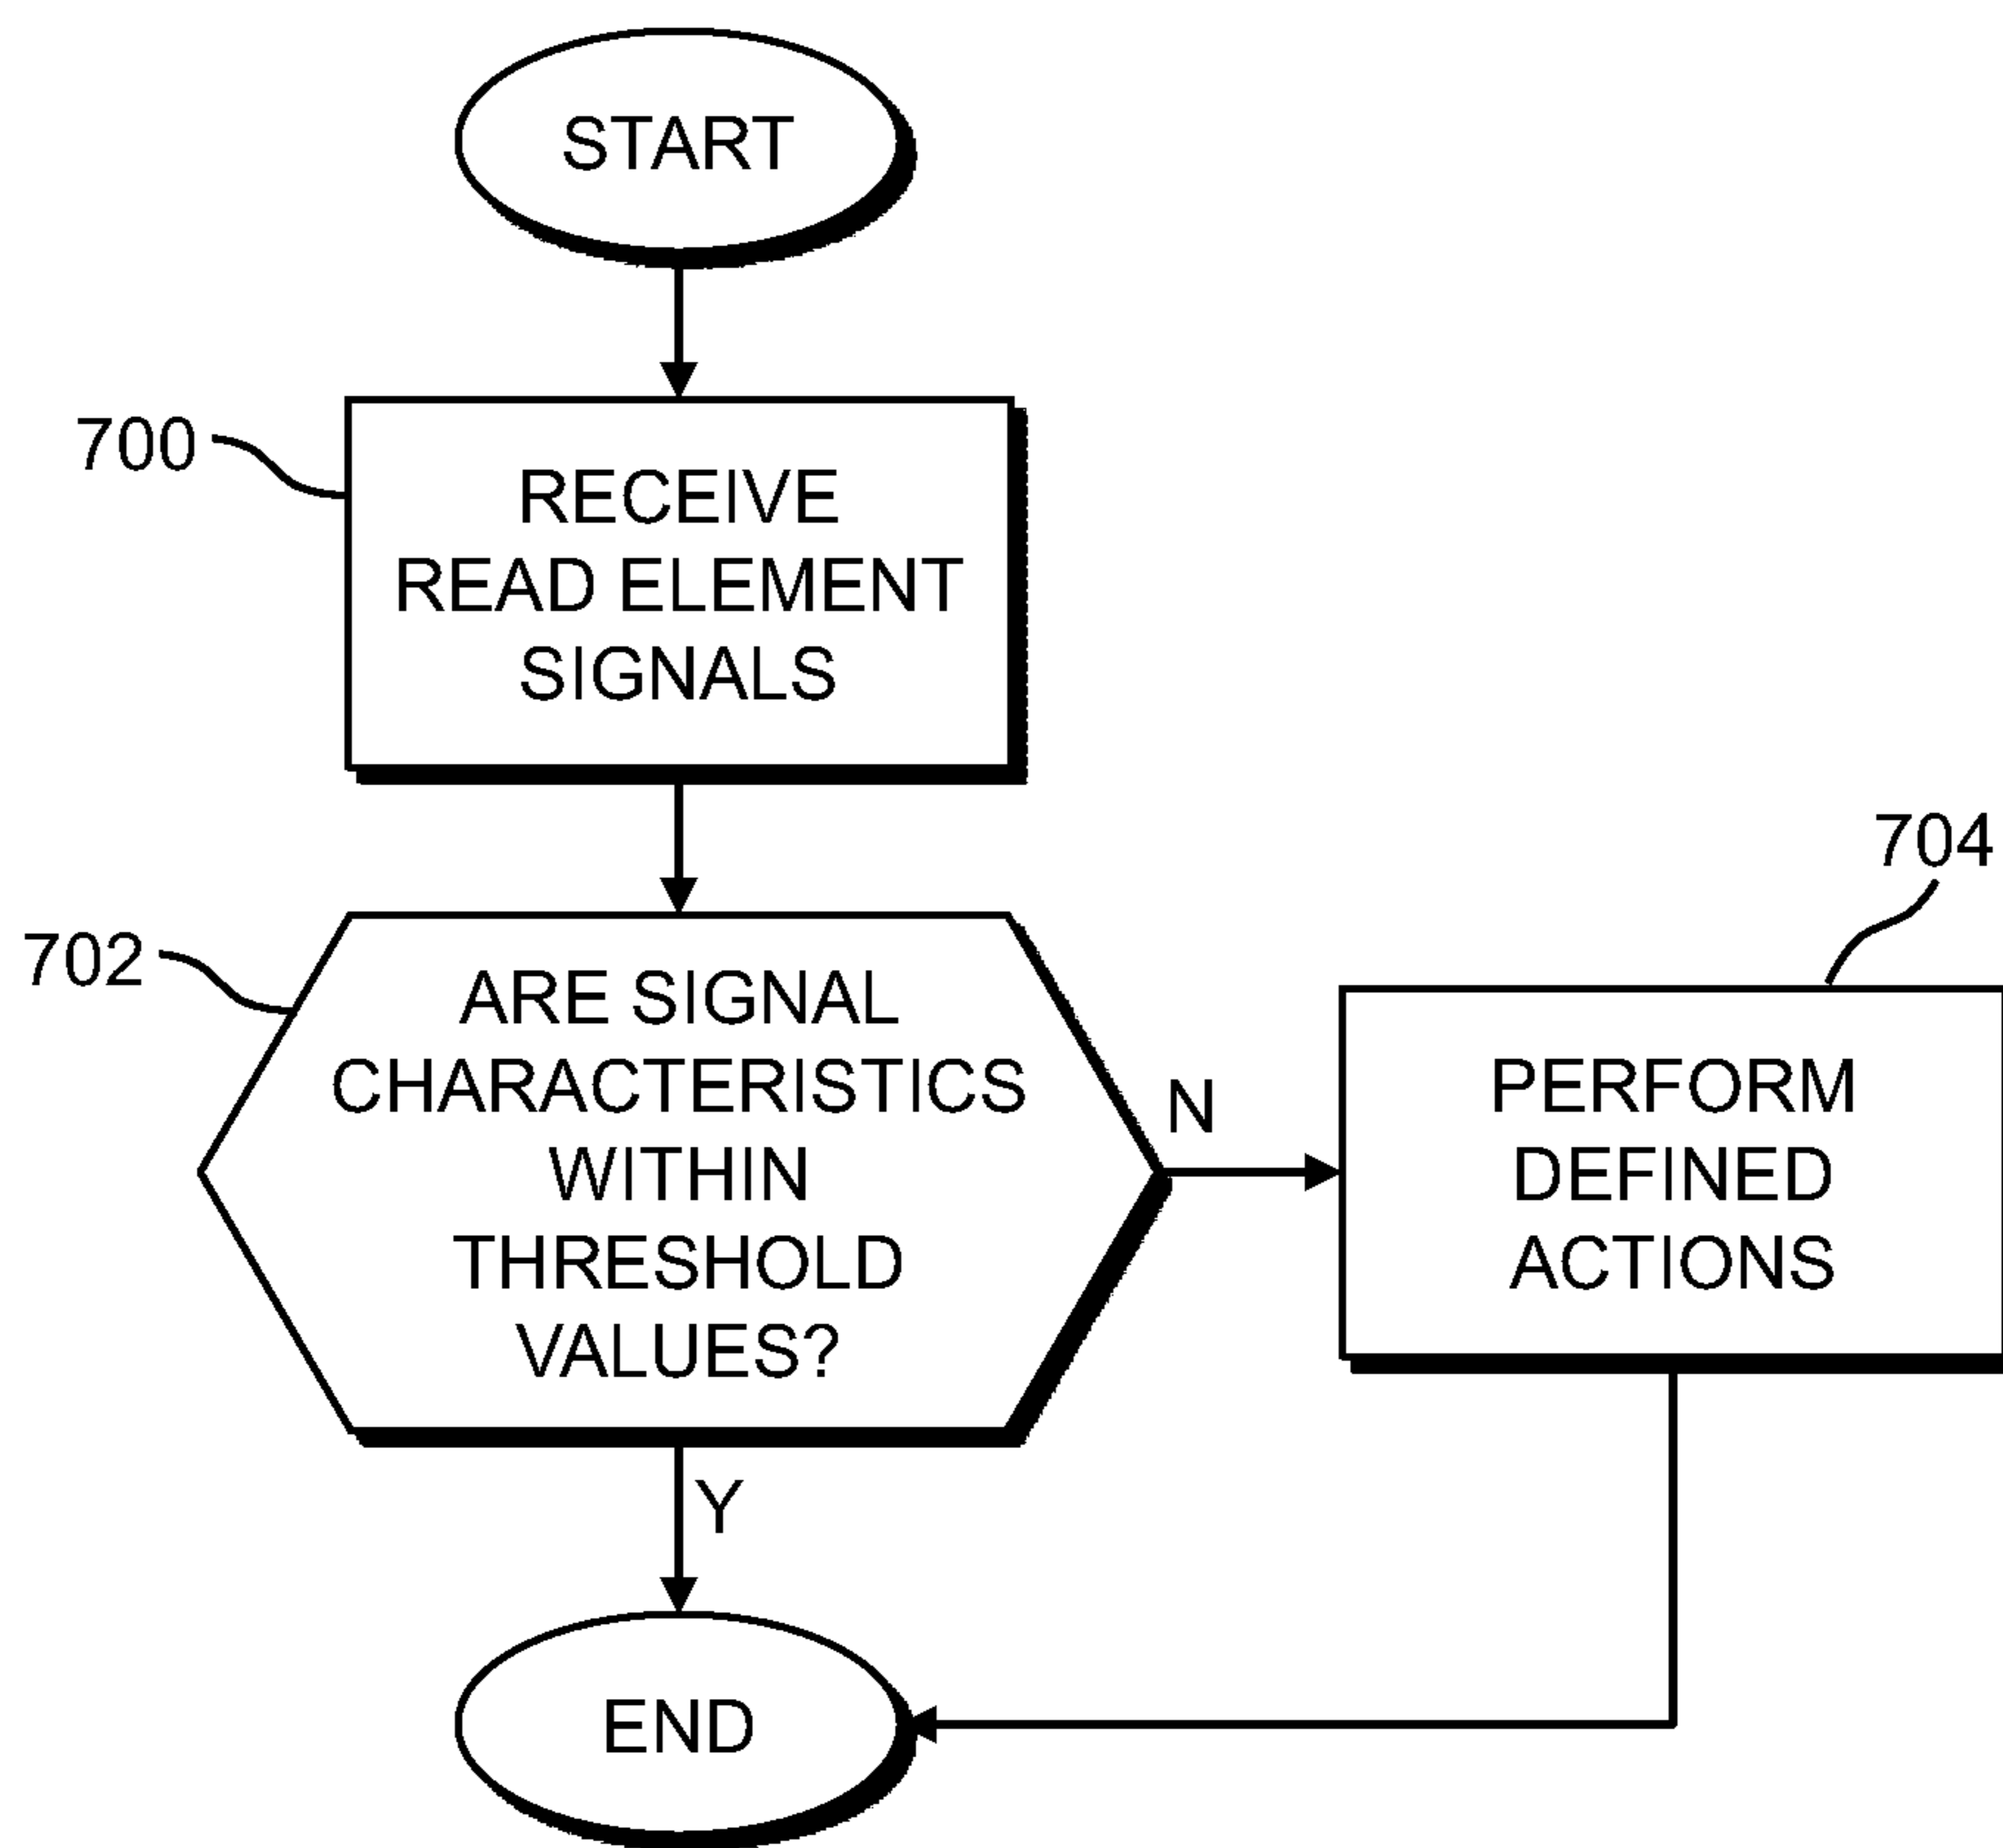 START
700
RECEIVE
READ ELEMENT
SIGNALS
702
ARE SIGNAL
CHARACTERISTICS
WITHIN
THRESHOLD
VALUES?
N
704
PERFORM
DEFINED
ACTIONS
Y
END